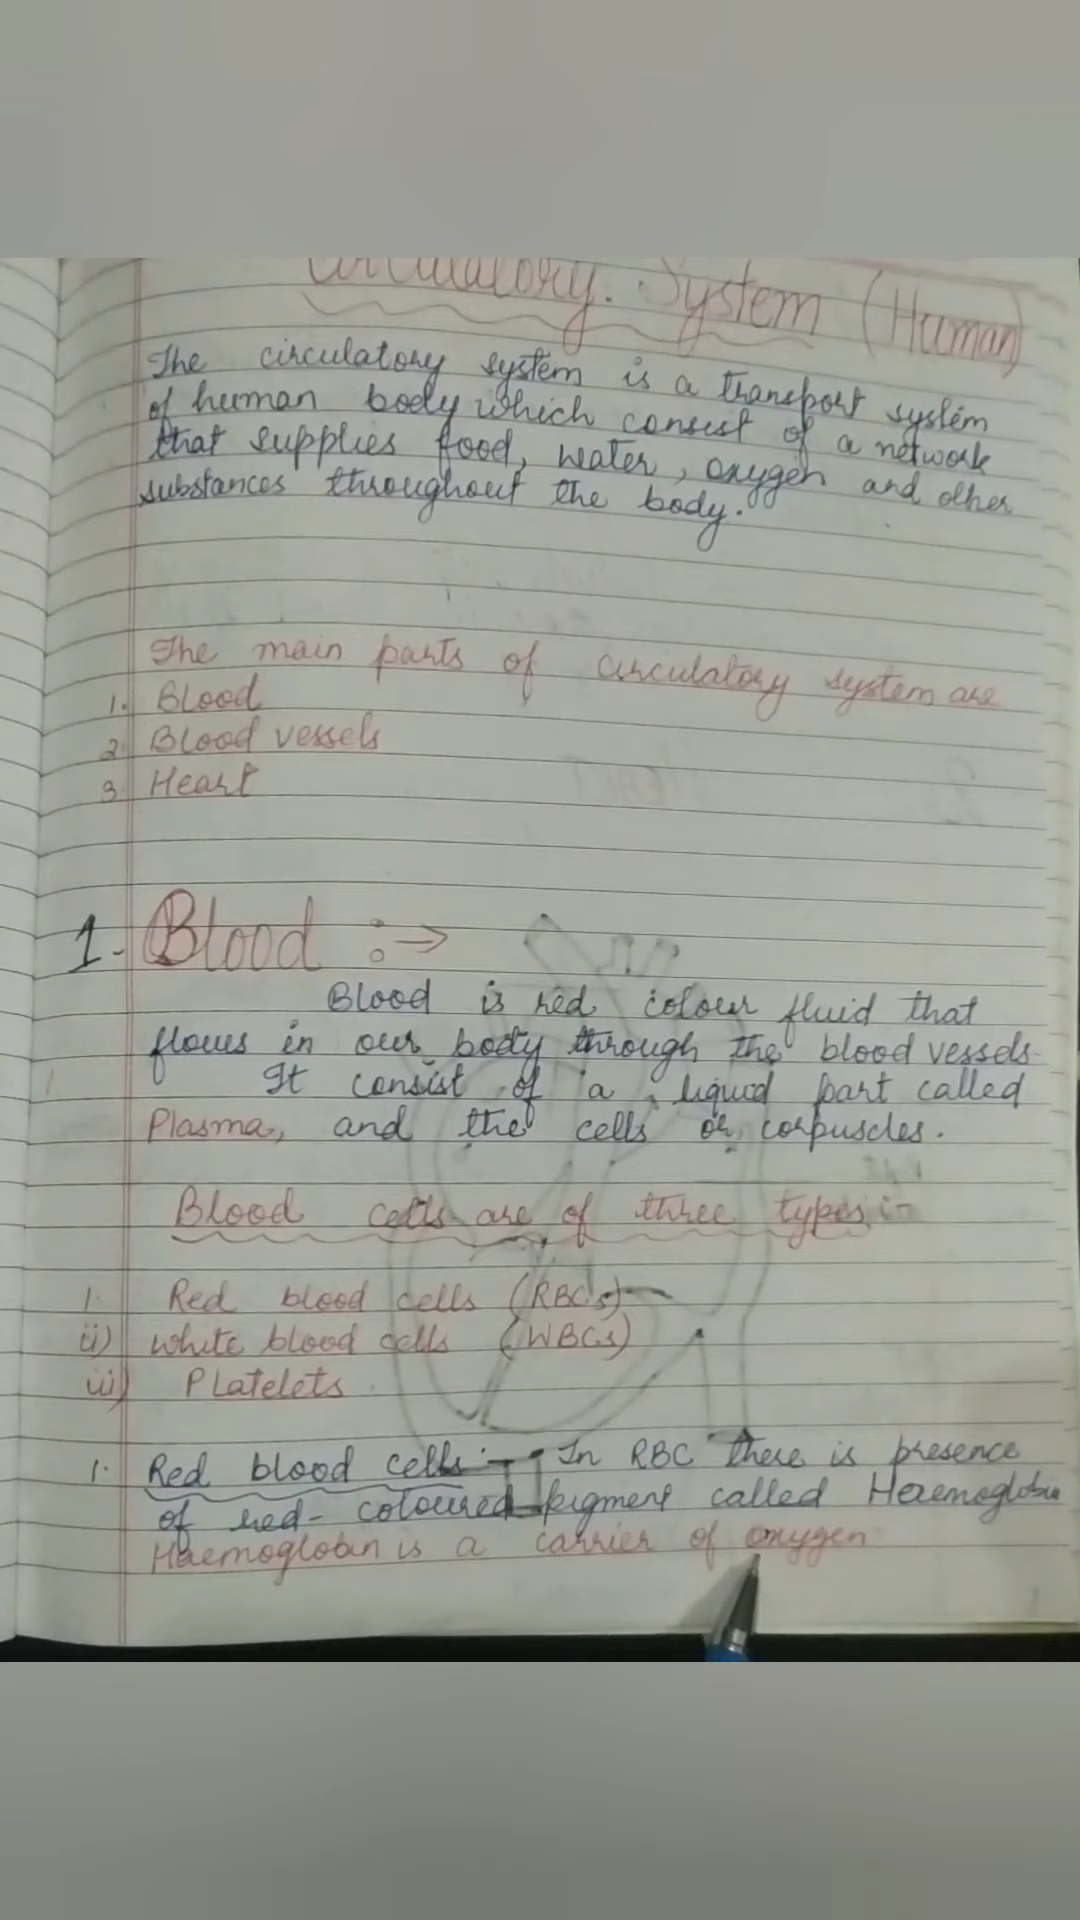 Circulatory. System (Human)
The circulatory system is a transport system
of human body which consist of a network
that supplies food, water, oxygen and other
substances throughout the body.
The main parts of circulatory system are
1. Blood
2. Blood vessels
3. Heart
1. Blood :→
Blood is red colour fluid that
flows in our body through the blood vessels.
It consist of a liquid part called
Plasma, and the cells or corpuscles.
Blood cells are of three types :-
1. Red blood cells (RBCs)
ii) White blood cells (WBCs)
iii) Platelets
1. Red blood cells :- In RBC there is presence
of red-coloured pigment called Haemoglobin
Haemoglobin is a carrier of oxygen